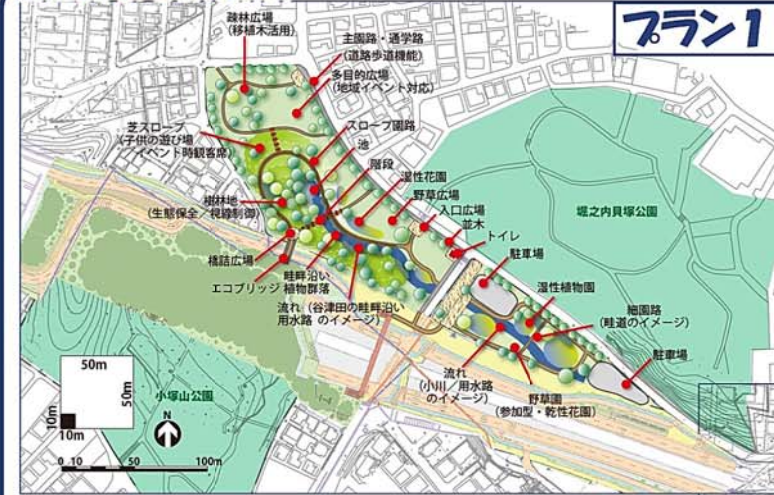 プラン1
疎林広場
(移植木活用)
主園路・通学路
(道路歩道機能)
多目的広場
(地域イベント対応)
芝スロープ
(子供の遊び場
イベント時観客席)
スロープ園路
池
階段
湿性花園
野草広場
入口広場
並木
トイレ
駐車場
樹林地
(生態保全/視線制御)
橋詰広場
エコブリッジ
畦畔沿い
植物群落
流れ(谷津田の畦畔沿い
用水路 のイメージ)
堀之内貝塚公園
湿性植物園
細園路
(畦道のイメージ)
駐車場
流れ
(小川/用水路
のイメージ)
野草園
(参加型・乾性花園)
小塚山公園
50m
50m
10m
10m
N
0 10 50 100m